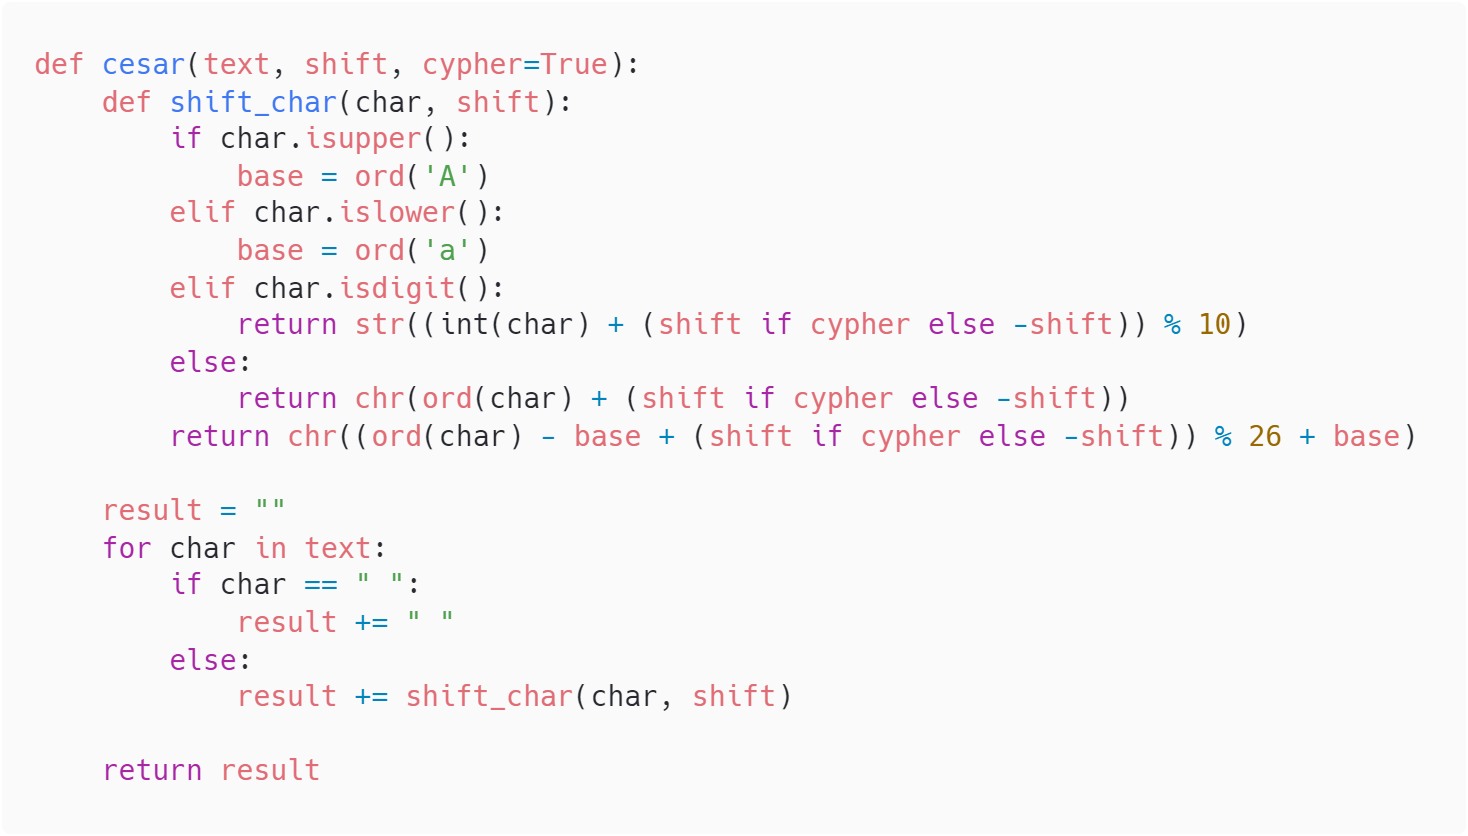 def cesar(text, shift, cypher=True):
    def shift_char(char, shift):
        if char.isupper():
            base = ord('A')
        elif char.islower():
            base = ord('a')
        elif char.isdigit():
            return str((int(char) + (shift if cypher else -shift)) % 10)
        else:
            return chr(ord(char) + (shift if cypher else -shift))
        return chr((ord(char) - base + (shift if cypher else -shift)) % 26 + base)

    result = ""
    for char in text:
        if char == " ":
            result += " "
        else:
            result += shift_char(char, shift)

    return result